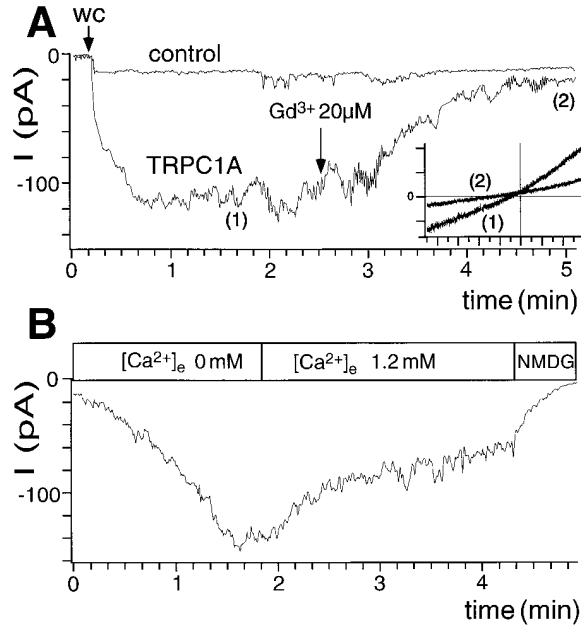 A
wc
0
control
I (pA)
Gd³⁺ 20µM
(2)
TRPC1A
-100
(1)
(2)
0
(1)
0 1 2 3 4 5
time (min)
B
[Ca²⁺]ₑ 0 mM [Ca²⁺]ₑ 1.2 mM NMDG
0
I (pA)
-100
0 1 2 3 4
time (min)